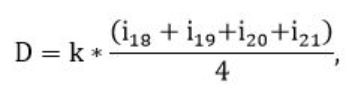 D = k * (i₁₈ + i₁₉+i₂₀+i₂₁) / 4,